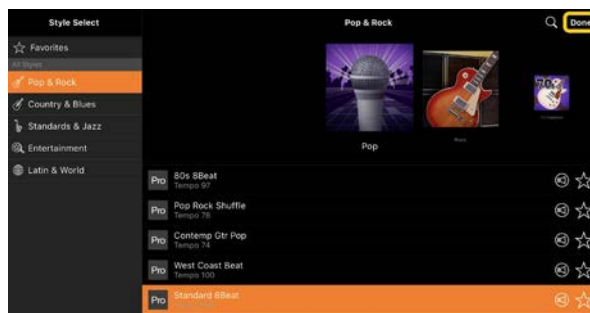 Style Select
Pop & Rock
Done
Favorites
All Styles
Pop & Rock
Country & Blues
Standards & Jazz
Entertainment
Latin & World
Pop
Rock
70's
Pro
80s 8Beat
Tempo 97
Pro
Pop Rock Shuffle
Tempo 78
Pro
Contemp Gtr Pop
Tempo 74
Pro
West Coast Beat
Tempo 100
Pro
Standard 8Beat